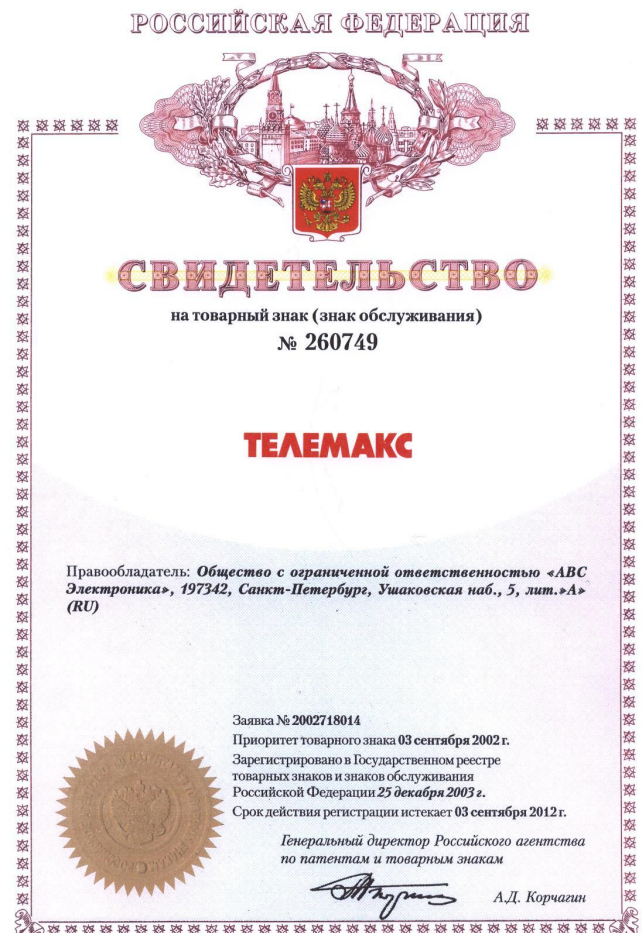 РОССИЙСКАЯ ФЕДЕРАЦИЯ
СВИДЕТЕЛЬСТВО
на товарный знак (знак обслуживания)
№ 260749
ТЕЛЕМАКС
Правообладатель: Общество с ограниченной ответственностью «АВС
Электроника», 197342, Санкт-Петербург, Ушаковская наб., 5, лит.»А»
(RU)
Заявка № 2002718014
Приоритет товарного знака 03 сентября 2002 г.
Зарегистрировано в Государственном реестре
товарных знаков и знаков обслуживания
Российской Федерации 25 декабря 2003 г.
Срок действия регистрации истекает 03 сентября 2012 г.
Генеральный директор Российского агентства
по патентам и товарным знакам
А.Д. Корчагин